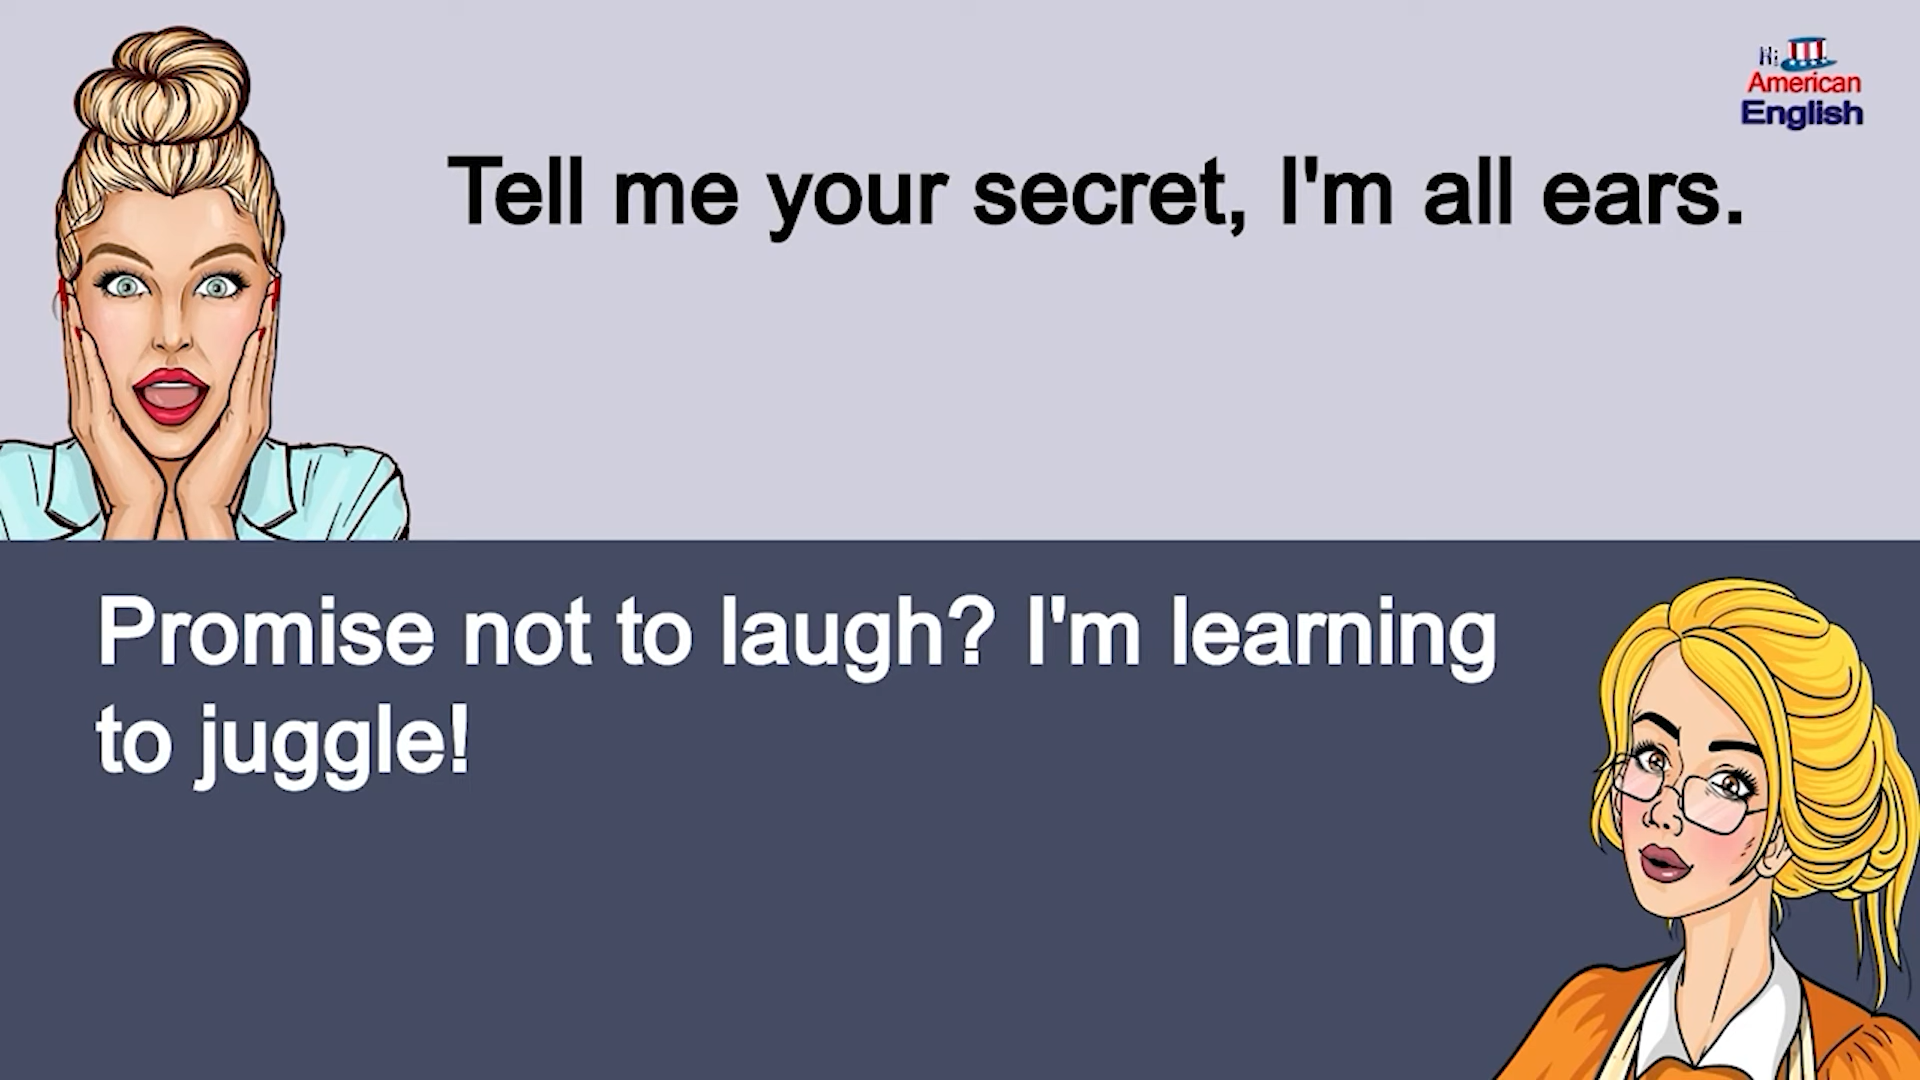 Hi
American
English
Tell me your secret, I'm all ears.
Promise not to laugh? I'm learning
to juggle!